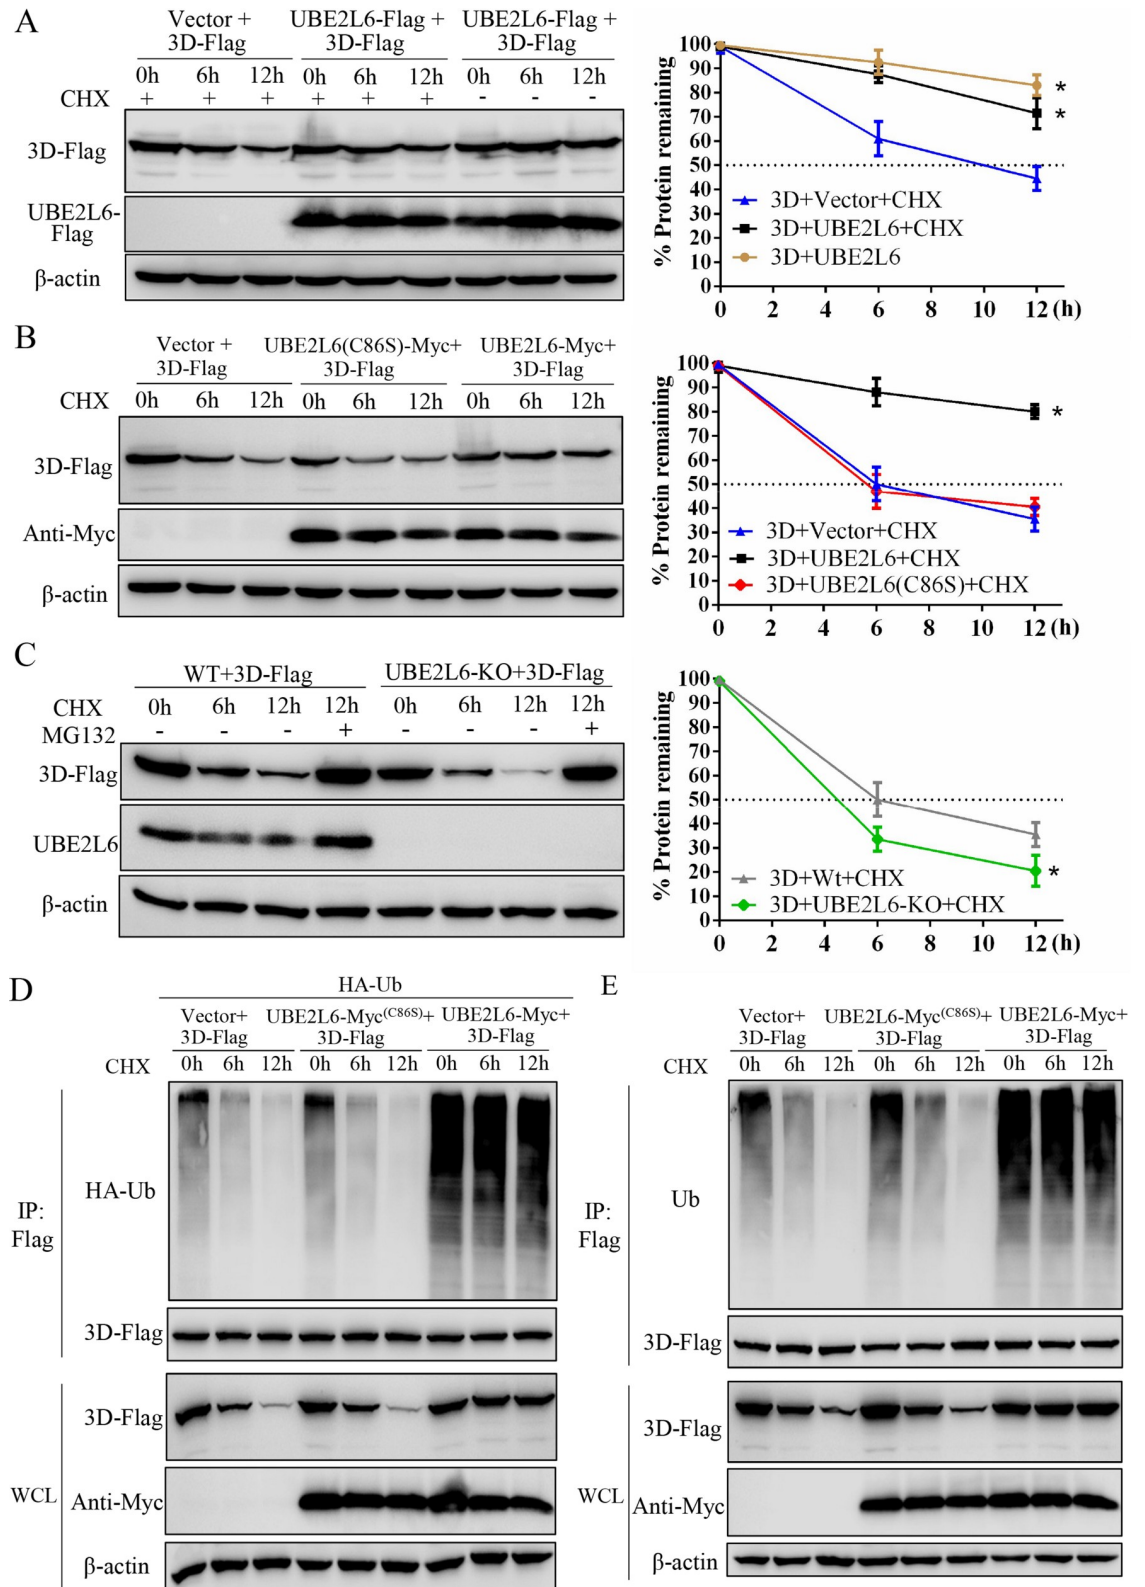 A
Vector + UBE2L6-Flag + UBE2L6-Flag +
3D-Flag 3D-Flag 3D-Flag
0h 6h 12h 0h 6h 12h 0h 6h 12h
CHX + + + + + + - - -
3D-Flag
UBE2L6-
Flag
β-actin
% Protein remaining
100
90
80
70
60
50
40
30
20
10
0
* *
3D+Vector+CHX
3D+UBE2L6+CHX
3D+UBE2L6
0 2 4 6 8 10 12 (h)
B
Vector + UBE2L6(C86S)-Myc+ UBE2L6-Myc+
3D-Flag 3D-Flag 3D-Flag
CHX 0h 6h 12h 0h 6h 12h 0h 6h 12h
3D-Flag
Anti-Myc
β-actin
% Protein remaining
100
90
80
70
60
50
40
30
20
10
0
*
3D+Vector+CHX
3D+UBE2L6+CHX
3D+UBE2L6(C86S)+CHX
0 2 4 6 8 10 12 (h)
C
WT+3D-Flag UBE2L6-KO+3D-Flag
CHX 0h 6h 12h 12h 0h 6h 12h 12h
MG132 - - - + - - - +
3D-Flag
UBE2L6
β-actin
% Protein remaining
100
90
80
70
60
50
40
30
20
10
0
*
3D+Wt+CHX
3D+UBE2L6-KO+CHX
0 2 4 6 8 10 12 (h)
D
HA-Ub
Vector+ UBE2L6-Myc(C86S)+ UBE2L6-Myc+
3D-Flag 3D-Flag 3D-Flag
CHX 0h 6h 12h 0h 6h 12h 0h 6h 12h
IP:
Flag
HA-Ub
3D-Flag
WCL
3D-Flag
Anti-Myc
β-actin
E
Vector+ UBE2L6-Myc(C86S)+ UBE2L6-Myc+
3D-Flag 3D-Flag 3D-Flag
CHX 0h 6h 12h 0h 6h 12h 0h 6h 12h
IP:
Flag
Ub
3D-Flag
WCL
3D-Flag
Anti-Myc
β-actin